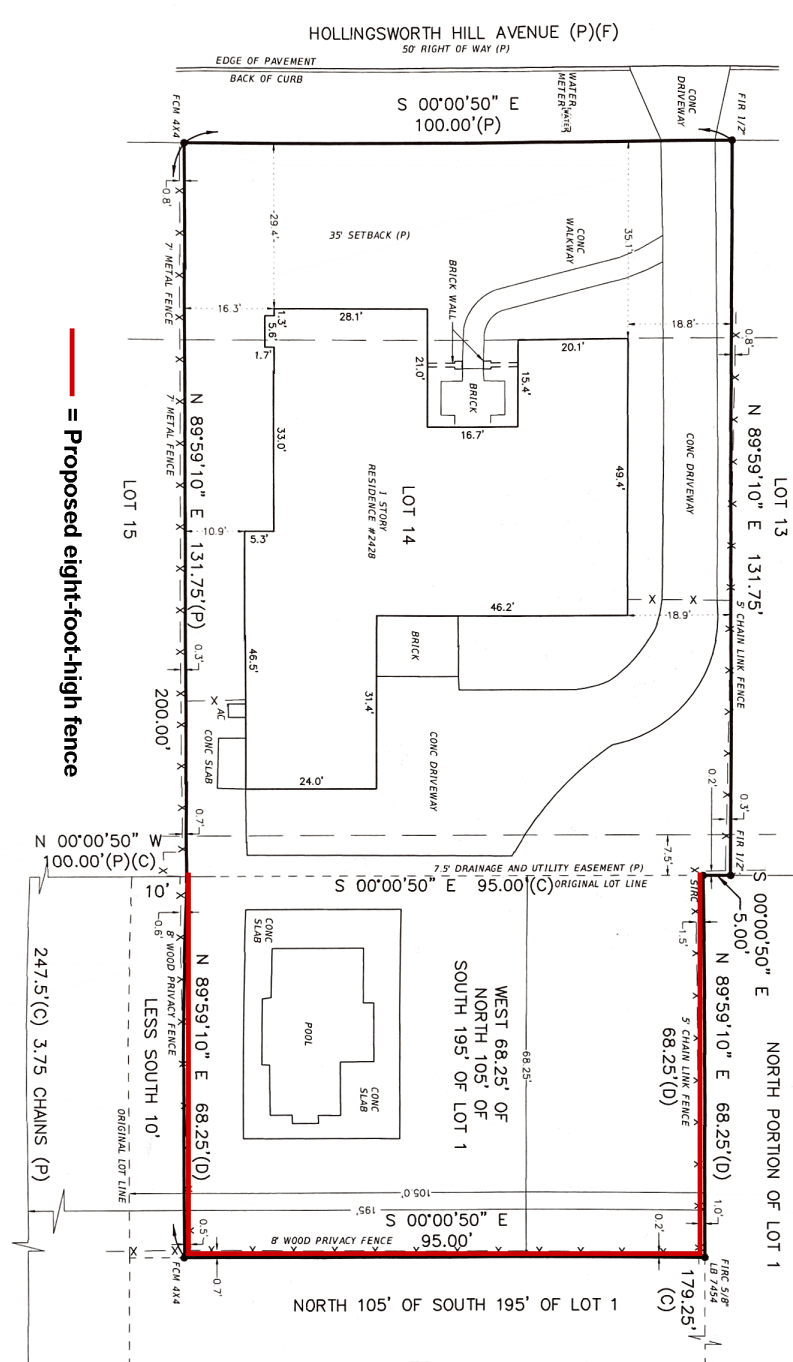 HOLLINGSWORTH HILL AVENUE (P)(F)
50' RIGHT OF WAY (P)
EDGE OF PAVEMENT
BACK OF CURB
WATER
METER
WATER
CONC
DRIVEWAY
FCM 4X4
S 00°00'50" E
100.00'(P)
FIR 1/2"
0.8'
29.4'
35' SETBACK (P)
CONC
WALKWAY
35.1'
7' METAL FENCE
BRICK WALL
16.3'
1.3'
28.1'
18.8'
5.6'
1.7'
21.0'
20.1'
0.8'
15.4'
BRICK
16.7'
7' METAL FENCE
N 89°59'10" E 131.75'(P)
33.0'
LOT 14
1 STORY
RESIDENCE #2428
49.4'
CONC DRIVEWAY
N 89°59'10" E 131.75'
LOT 13
LOT 15
= Proposed eight-foot-high fence
10.9'
5.3'
46.2'
18.9'
5' CHAIN LINK FENCE
BRICK
0.3'
46.5'
31.4'
200.00'
AC
CONC SLAB
CONC DRIVEWAY
24.0'
0.2'
0.3'
0.7'
FIR 1/2"
N 00°00'50" W
100.00'(P)(C)
7.5'
7.5' DRAINAGE AND UTILITY EASEMENT (P)
S 00°00'50" E 95.00'(C)
ORIGINAL LOT LINE
SIRC
S 00°00'50" E
5.00'
10'
0.6'
1.5'
CONC
SLAB
8' WOOD PRIVACY FENCE
N 89°59'10" E 68.25'(D)
LESS SOUTH 10'
POOL
CONC
SLAB
WEST 68.25' OF
NORTH 105' OF
SOUTH 195' OF LOT 1
68.25'
5' CHAIN LINK FENCE
68.25'(D)
N 89°59'10" E 68.25'(D)
NORTH PORTION OF LOT 1
247.5'(C) 3.75 CHAINS (P)
ORIGINAL LOT LINE
105.0'
195'
1.0'
S 00°00'50" E
95.00'
0.5'
0.2'
8' WOOD PRIVACY FENCE
FCM 4X4
0.7'
FIRC 5/8"
LB 7454
179.25'
(C)
NORTH 105' OF SOUTH 195' OF LOT 1